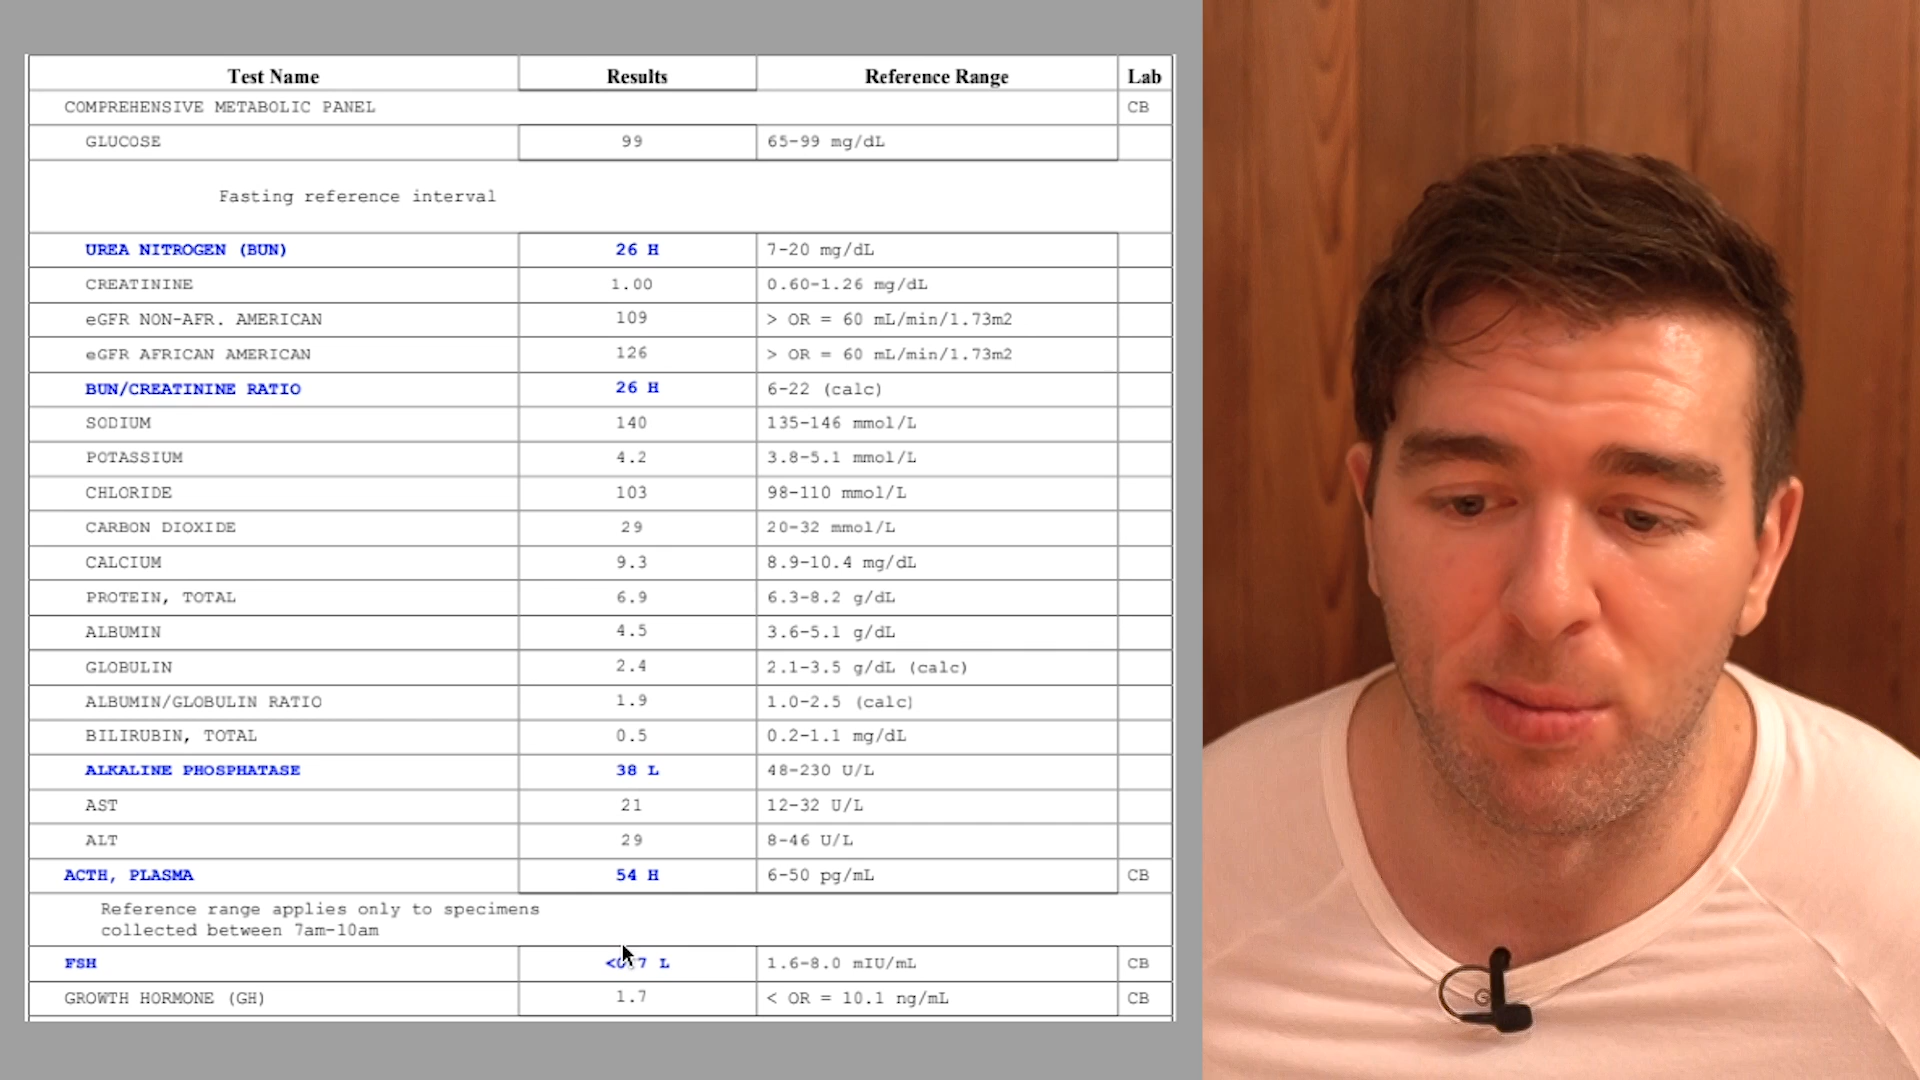 Test Name Results Reference Range Lab
COMPREHENSIVE METABOLIC PANEL CB
GLUCOSE 99 65-99 mg/dL
Fasting reference interval
UREA NITROGEN (BUN) 26 H 7-20 mg/dL
CREATININE 1.00 0.60-1.26 mg/dL
eGFR NON-AFR. AMERICAN 109 > OR = 60 mL/min/1.73m2
eGFR AFRICAN AMERICAN 126 > OR = 60 mL/min/1.73m2
BUN/CREATININE RATIO 26 H 6-22 (calc)
SODIUM 140 135-146 mmol/L
POTASSIUM 4.2 3.8-5.1 mmol/L
CHLORIDE 103 98-110 mmol/L
CARBON DIOXIDE 29 20-32 mmol/L
CALCIUM 9.3 8.9-10.4 mg/dL
PROTEIN, TOTAL 6.9 6.3-8.2 g/dL
ALBUMIN 4.5 3.6-5.1 g/dL
GLOBULIN 2.4 2.1-3.5 g/dL (calc)
ALBUMIN/GLOBULIN RATIO 1.9 1.0-2.5 (calc)
BILIRUBIN, TOTAL 0.5 0.2-1.1 mg/dL
ALKALINE PHOSPHATASE 38 L 48-230 U/L
AST 21 12-32 U/L
ALT 29 8-46 U/L
ACTH, PLASMA 54 H 6-50 pg/mL CB
Reference range applies only to specimens
collected between 7am-10am
FSH L 1.6-8.0 mIU/mL CB
GROWTH HORMONE (GH) 1.7 < OR = 10.1 ng/mL CB